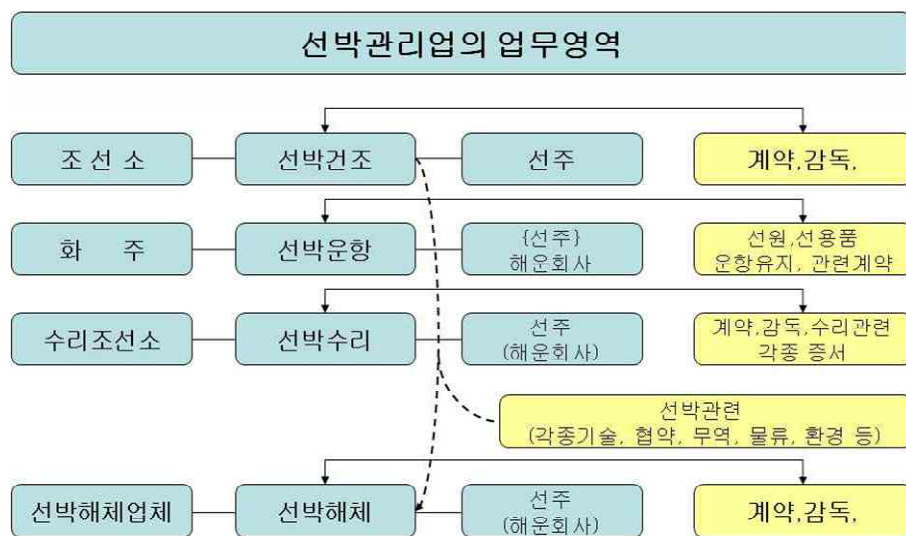 선박관리업의 업무영역
조 선 소
선박건조
선주
계약,감독,
화 주
선박운항
{선주}
해운회사
선원,선용품
운항유지, 관련계약
수리조선소
선박수리
선주
(해운회사)
계약,감독,수리관련
각종 증서
선박관련
(각종기술, 협약, 무역, 물류, 환경 등)
선박해체업체
선박해체
선주
(해운회사)
계약,감독,